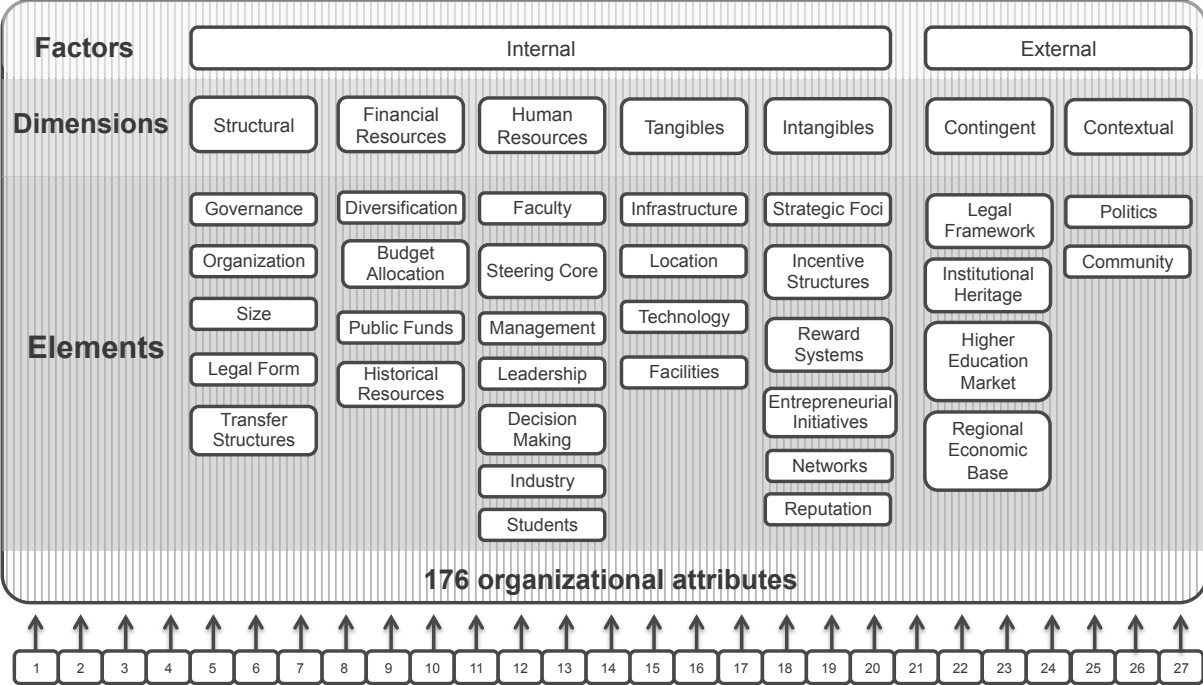 Factors
Internal
External
Dimensions
Structural
Financial
Resources
Human
Resources
Tangibles
Intangibles
Contingent
Contextual
Elements
Governance
Organization
Size
Legal Form
Transfer
Structures
Diversification
Budget
Allocation
Public Funds
Historical
Resources
Faculty
Steering Core
Management
Leadership
Decision
Making
Industry
Students
Infrastructure
Location
Technology
Facilities
Strategic Foci
Incentive
Structures
Reward
Systems
Entrepreneurial
Initiatives
Networks
Reputation
Legal
Framework
Institutional
Heritage
Higher
Education
Market
Regional
Economic
Base
Politics
Community
176 organizational attributes
1 2 3 4 5 6 7 8 9 10 11 12 13 14 15 16 17 18 19 20 21 22 23 24 25 26 27